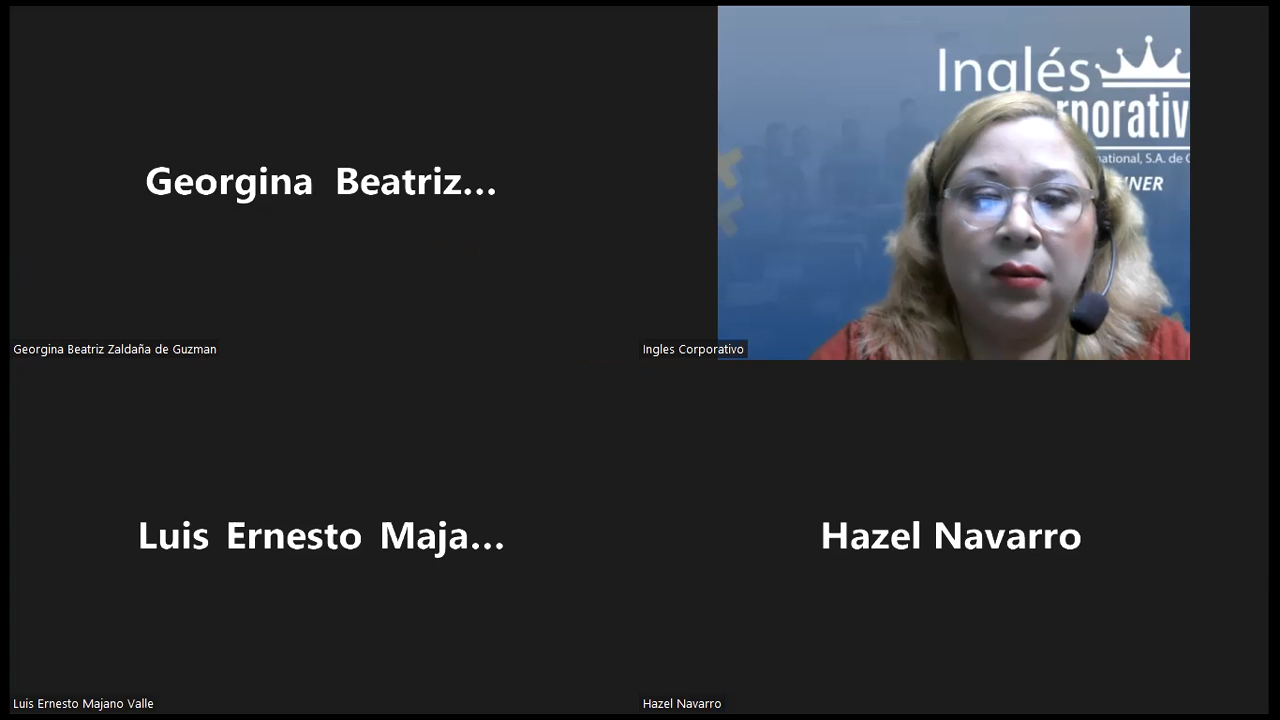 Georgina Beatriz...
Georgina Beatriz Zaldaña de Guzman
Inglés
rporativ
national, S.A. de C
NER
Ingles Corporativo
Luis Ernesto Maja...
Luis Ernesto Majano Valle
Hazel Navarro
Hazel Navarro